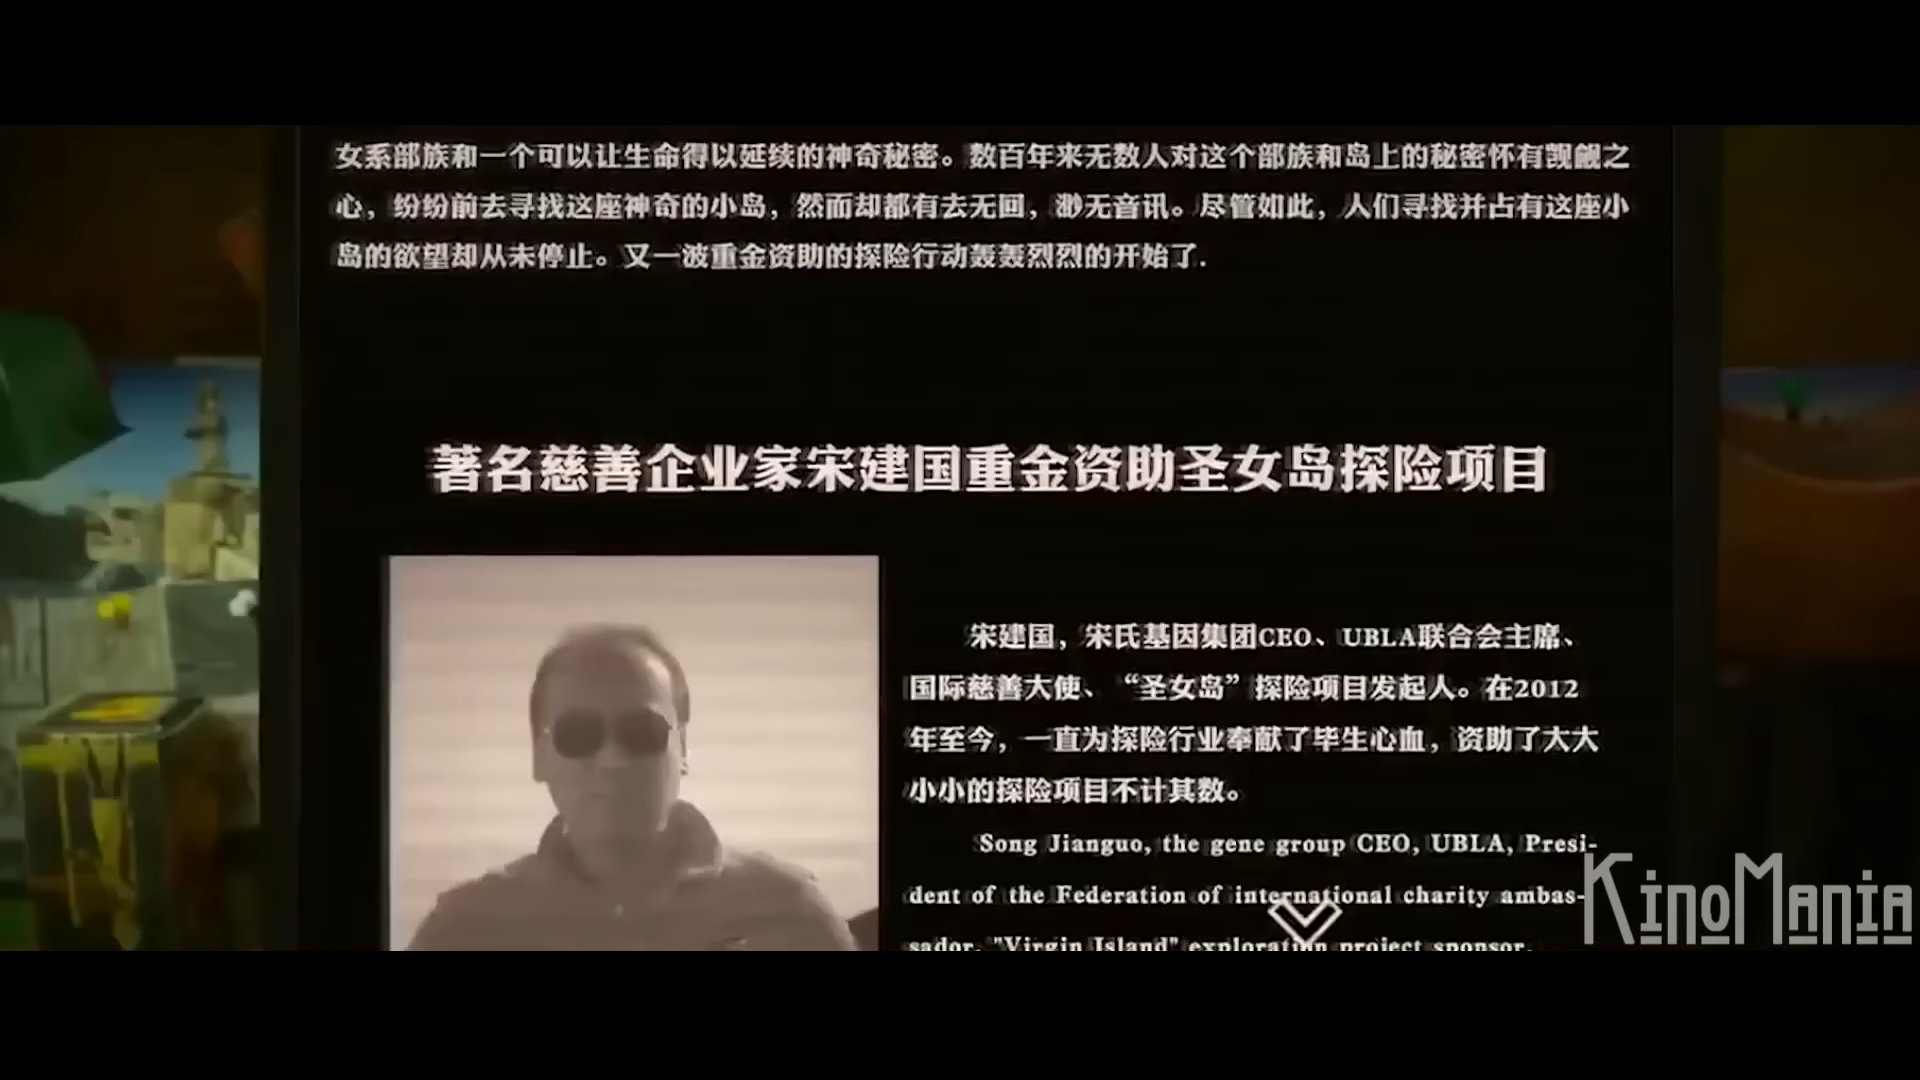 女系部族和一个可以让生命得以延续的神奇秘密。数百年来无数人对这个部族和岛上的秘密怀有觊觎之
心，纷纷前去寻找这座神奇的小岛，然而却都有去无回，渺无音讯。尽管如此，人们寻找并占有这座小
岛的欲望却从未停止。又一波重金资助的探险行动轰轰烈烈的开始了.
著名慈善企业家宋建国重金资助圣女岛探险项目
宋建国，宋氏基因集团CEO、UBLA联合会主席、
国际慈善大使、“圣女岛”探险项目发起人。在2012
年至今，一直为探险行业奉献了毕生心血，资助了大大
小小的探险项目不计其数。
Song Jianguo, the gene group CEO, UBLA, Presi-
dent of the Federation of international charity ambas-
sador, "Virgin Island" exploration project sponsor.
KinoMania